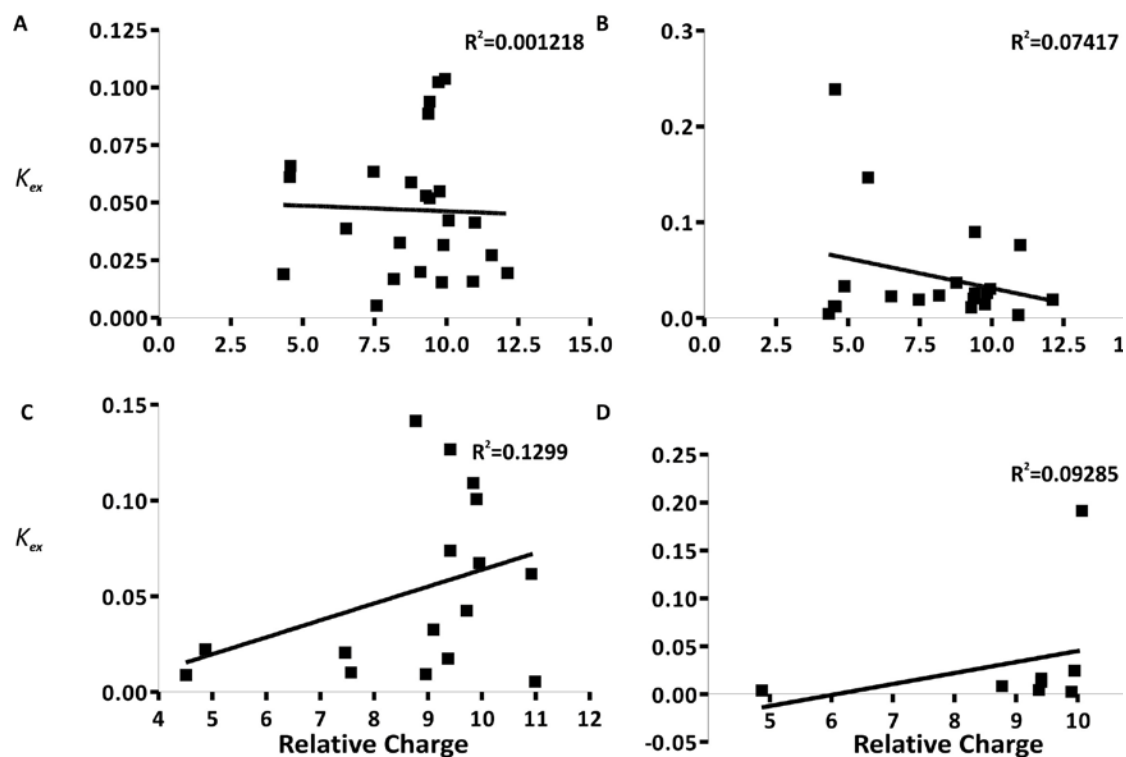 A
R²=0.001218
0.125
0.100
0.075
0.050
0.025
0.000
K_ex
0.0 2.5 5.0 7.5 10.0 12.5 15.0
B
R²=0.07417
0.3
0.2
0.1
0.0
0.0 2.5 5.0 7.5 10.0 12.5 1
C
R²=0.1299
0.15
0.10
0.05
0.00
K_ex
4 5 6 7 8 9 10 11 12
Relative Charge
D
R²=0.09285
0.25
0.20
0.15
0.10
0.05
0.00
-0.05
5 6 7 8 9 10
Relative Charge